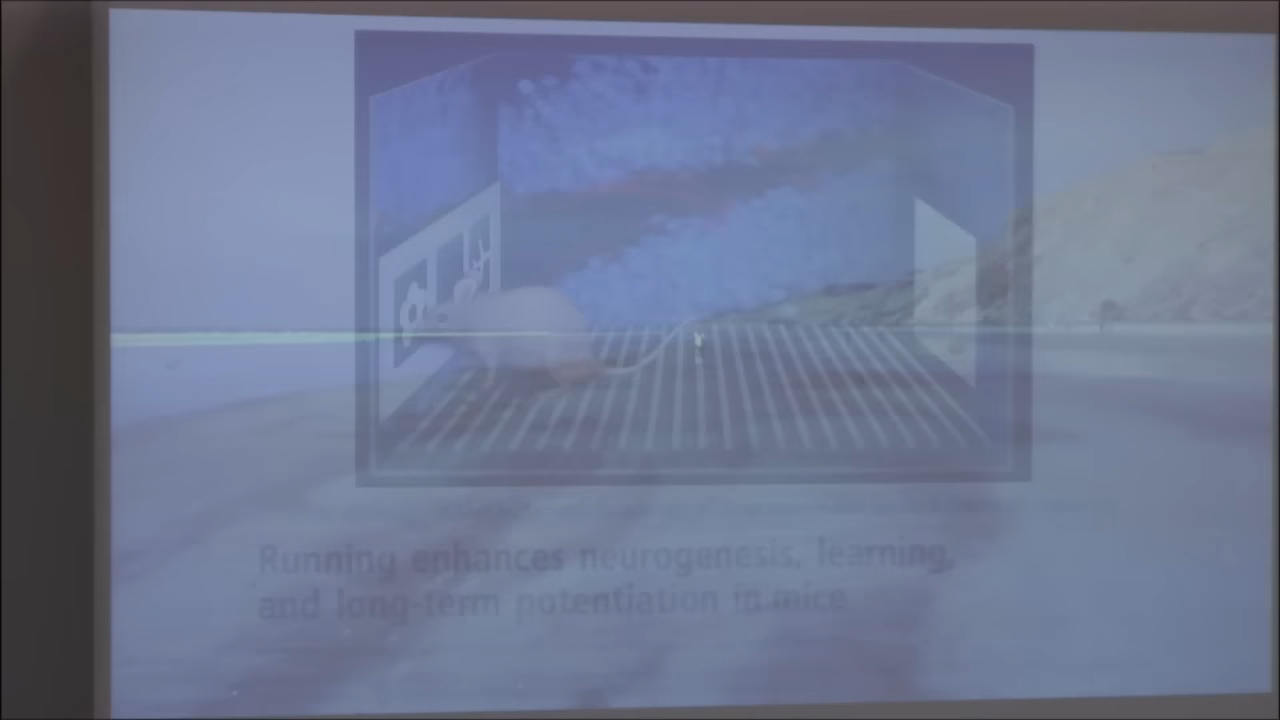 Running enhances neurogenesis, learning,
and long-term potentiation in mice